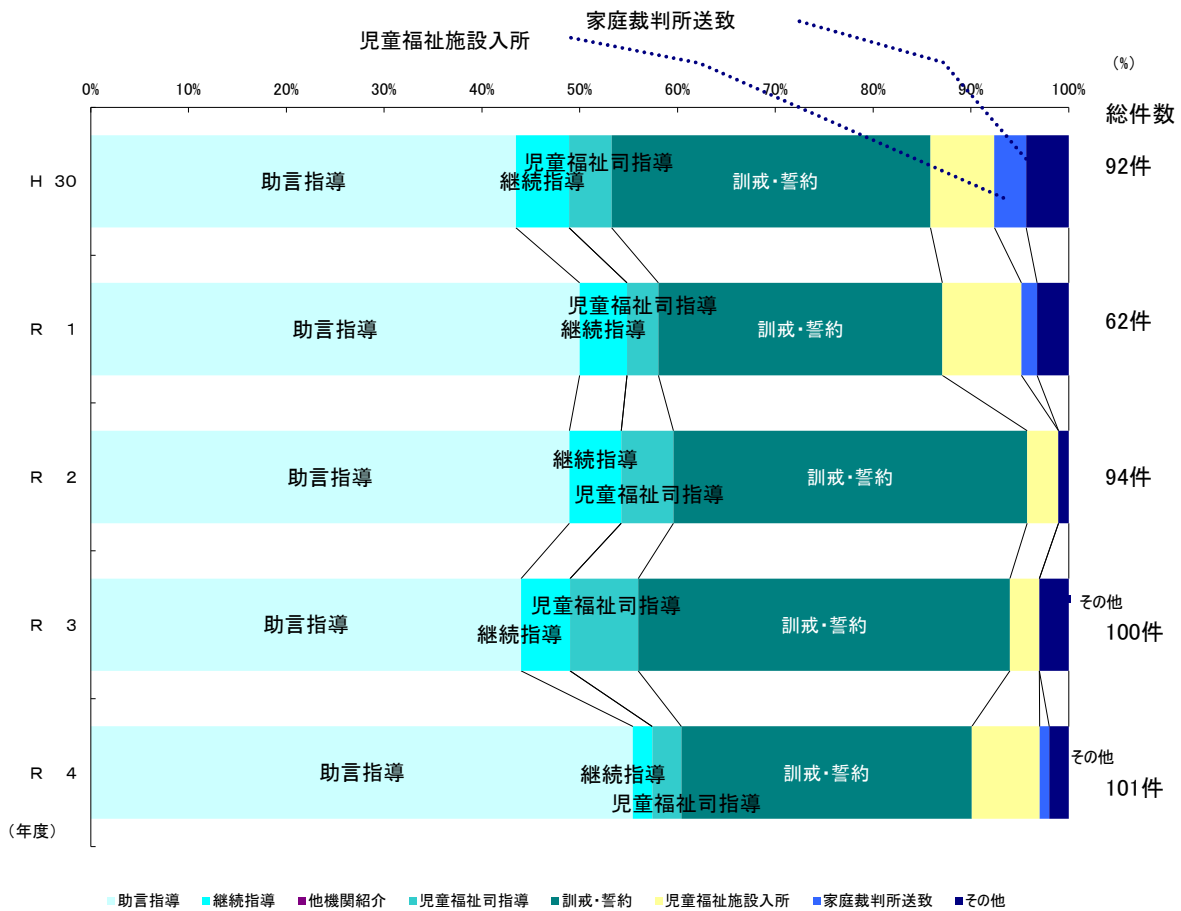 家庭裁判所送致
児童福祉施設入所
（%）
0% 10% 20% 30% 40% 50% 60% 70% 80% 90% 100%
総件数
Ｈ 30 助言指導 継続指導 児童福祉司指導 訓戒・誓約 92件
Ｒ 1 助言指導 継続指導 児童福祉司指導 訓戒・誓約 62件
Ｒ 2 助言指導 継続指導 児童福祉司指導 訓戒・誓約 94件
Ｒ 3 助言指導 継続指導 児童福祉司指導 訓戒・誓約 その他 100件
Ｒ 4 助言指導 継続指導 児童福祉司指導 訓戒・誓約 その他 101件
（年度）
助言指導 継続指導 他機関紹介 児童福祉司指導 訓戒・誓約 児童福祉施設入所 家庭裁判所送致 その他